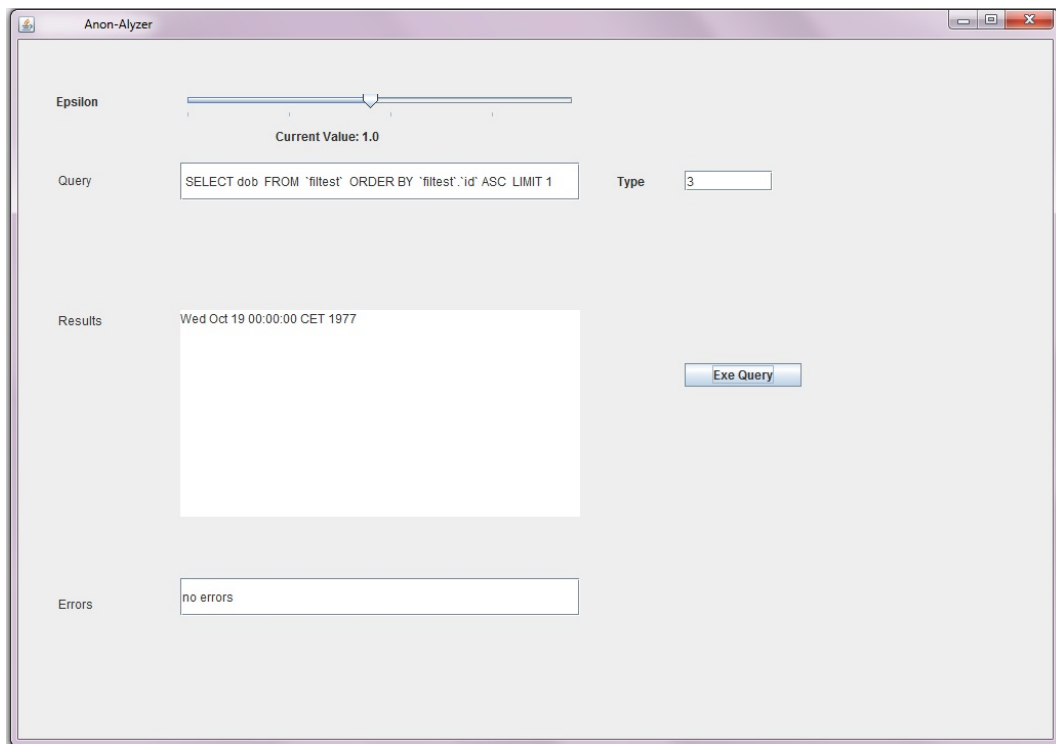 Anon-Alyzer
Epsilon
Current Value: 1.0
Query
SELECT dob FROM `filtest` ORDER BY `filtest`.`id` ASC LIMIT 1
Type
3
Results
Wed Oct 19 00:00:00 CET 1977
Exe Query
Errors
no errors